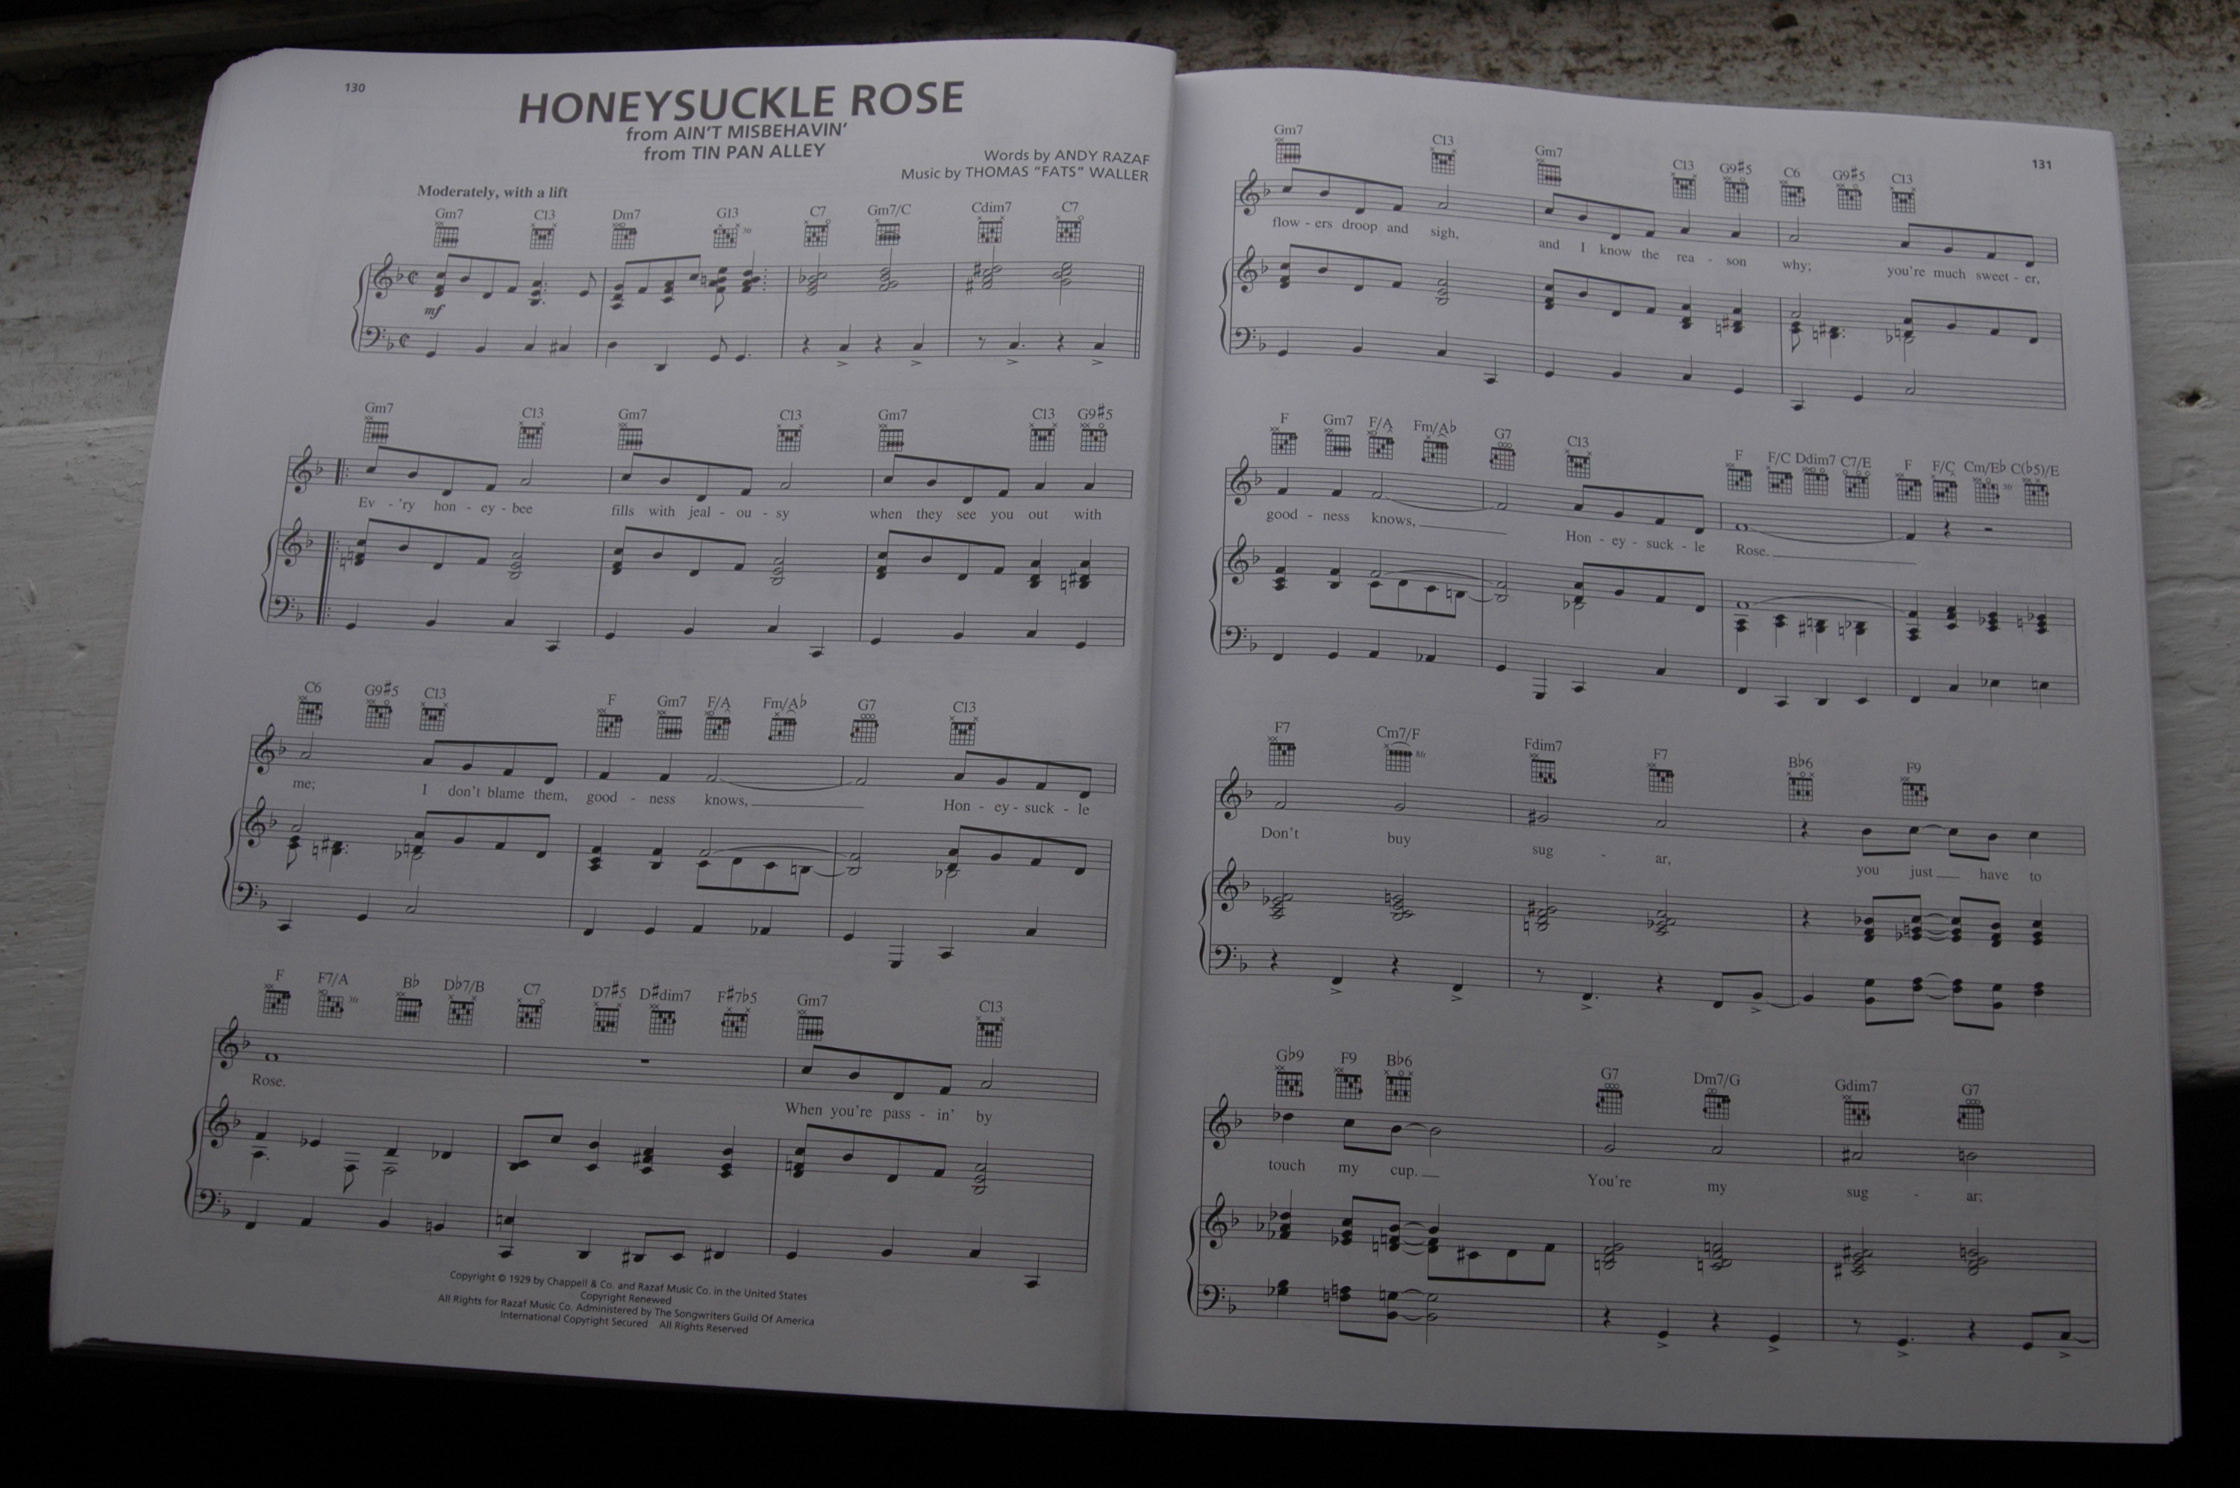 130
HONEYSUCKLE ROSE
from AIN'T MISBEHAVIN'
from TIN PAN ALLEY
Words by ANDY RAZAF
Music by THOMAS "FATS" WALLER
Moderately, with a lift
Gm7 C13 Dm7 G13 C7 Gm7/C Cdim7 C7
3fr
mf
Gm7 C13 Gm7 C13 Gm7 C13 G9♯5
Ev - 'ry hon - ey - bee fills with jeal - ou - sy when they see you out with
C6 G9♯5 C13 F Gm7 F/A Fm/A♭ G7 C13
me; I don't blame them, good - ness knows, Hon - ey - suck - le
F F7/A B♭ D♭7/B C7 D7♯5 D♯dim7 F♯7♭5 Gm7 C13
3fr
Rose. When you're pass - in' by
Copyright © 1929 by Chappell & Co. and Razaf Music Co. in the United States
Copyright Renewed
All Rights for Razaf Music Co. Administered by The Songwriters Guild Of America
International Copyright Secured All Rights Reserved
131
Gm7 C13 Gm7 C13 G9♯5 C6 G9♯5 C13
flow - ers droop and sigh, and I know the rea - son why; you're much sweet - er,
F Gm7 F/A Fm/A♭ G7 C13 F F/C Ddim7 C7/E F F/C Cm/E♭ C(♭5)/E
3fr
good - ness knows, Hon - ey - suck - le Rose.
F7 Cm7/F Fdim7 F7 B♭6 F9
8fr
Don't buy sug - ar, you just have to
G♭9 F9 B♭6 G7 Dm7/G Gdim7 G7
touch my cup. You're my sug - ar;